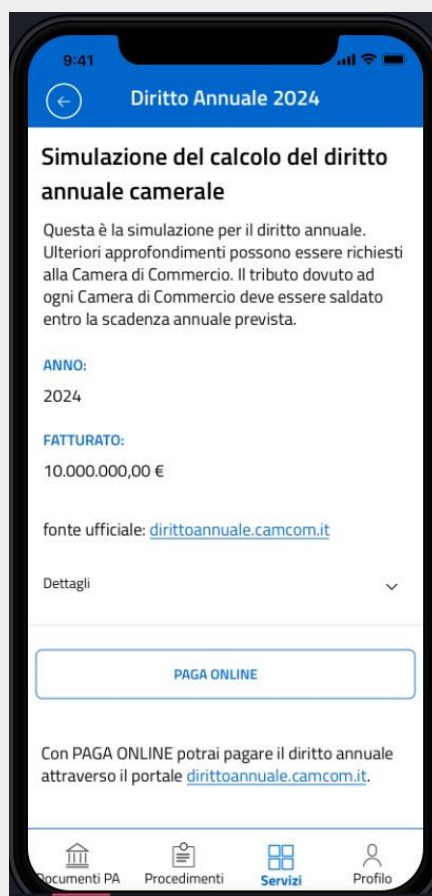 9:41
Diritto Annuale 2024
Simulazione del calcolo del diritto
annuale camerale
Questa è la simulazione per il diritto annuale.
Ulteriori approfondimenti possono essere richiesti
alla Camera di Commercio. Il tributo dovuto ad
ogni Camera di Commercio deve essere saldato
entro la scadenza annuale prevista.
ANNO:
2024
FATTURATO:
10.000.000,00 €
fonte ufficiale: dirittoannuale.camcom.it
Dettagli
PAGA ONLINE
Con PAGA ONLINE potrai pagare il diritto annuale
attraverso il portale dirittoannuale.camcom.it.
Documenti PA Procedimenti Servizi Profilo